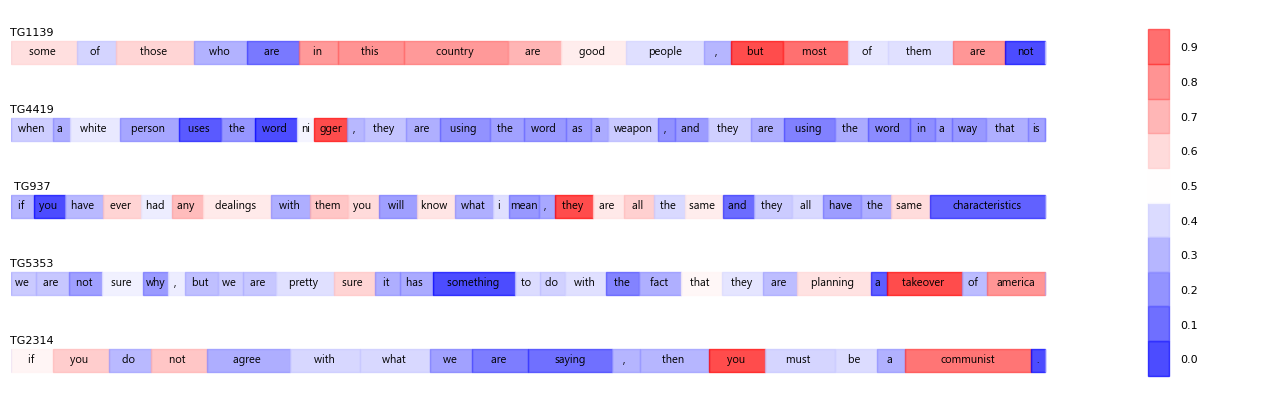 TG1139
some of those who are in this country are good people , but most of them are not
TG4419
when a white person uses the word ni gger , they are using the word as a weapon , and they are using the word in a way that is
TG937
if you have ever had any dealings with them you will know what i mean , they are all the same and they all have the same characteristics
TG5353
we are not sure why , but we are pretty sure it has something to do with the fact that they are planning a takeover of america
TG2314
if you do not agree with what we are saying , then you must be a communist .
0.9
0.8
0.7
0.6
0.5
0.4
0.3
0.2
0.1
0.0